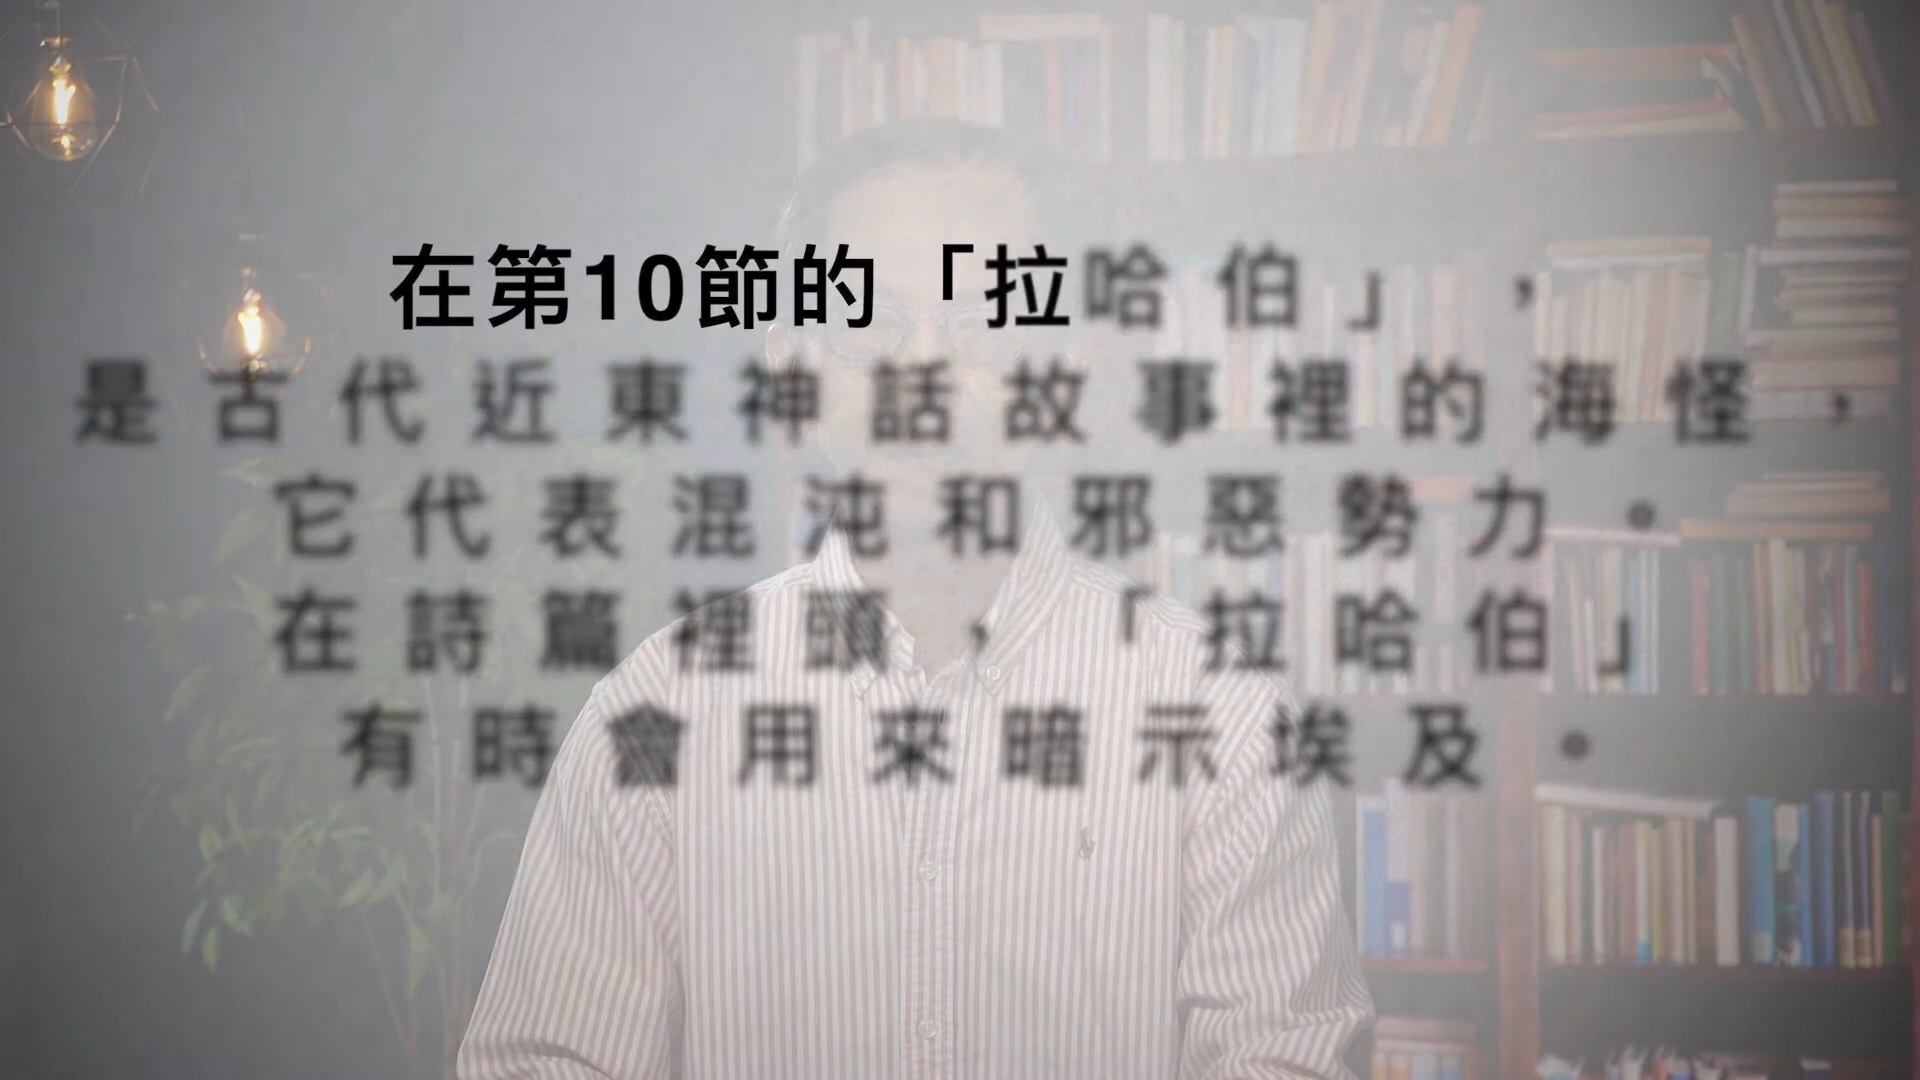 在第10節的「拉哈伯」，
是古代近東神話故事裡的海怪，
它代表混沌和邪惡勢力。
在詩篇裡頭，「拉哈伯」
有時會用來暗示埃及。